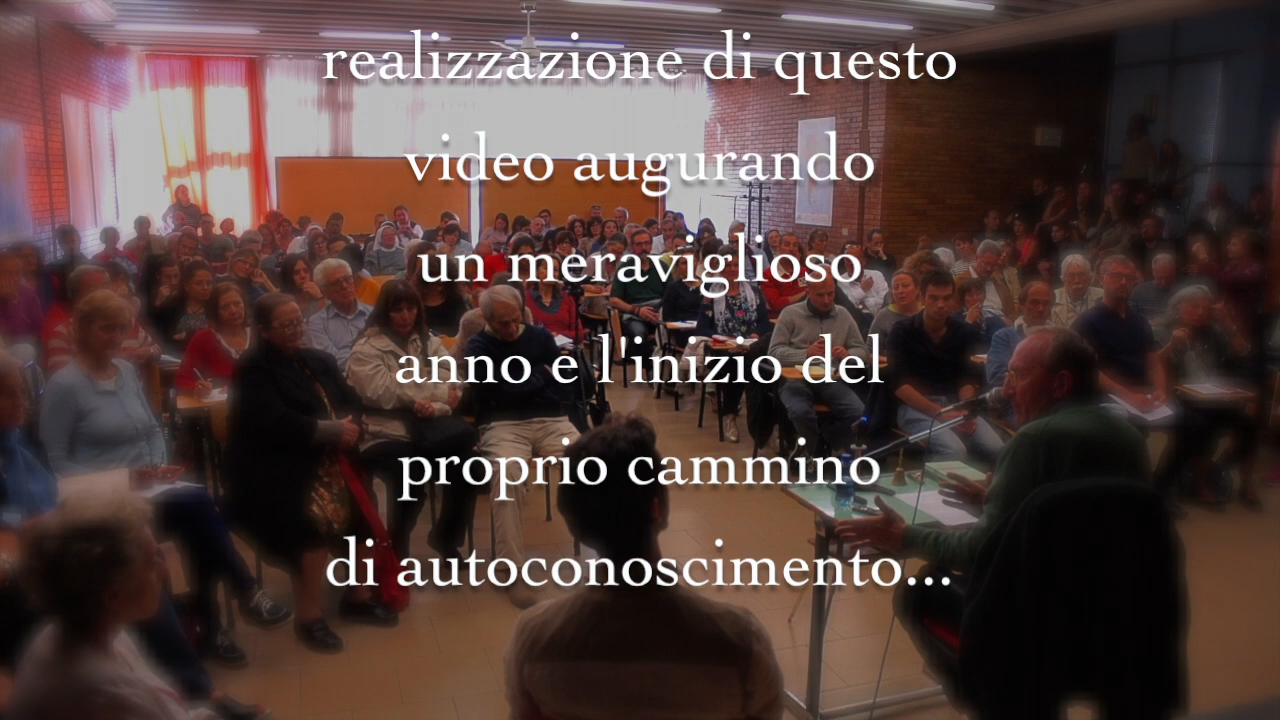 realizzazione di questo
video augurando
un meraviglioso
anno e l'inizio del
proprio cammino
di autoconoscimento...